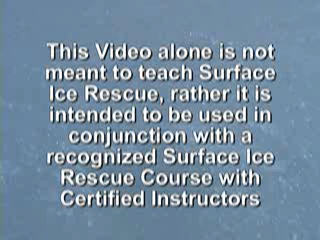 This Video alone is not
meant to teach Surface
Ice Rescue, rather it is
intended to be used in
conjunction with a
recognized Surface Ice
Rescue Course with
Certified Instructors